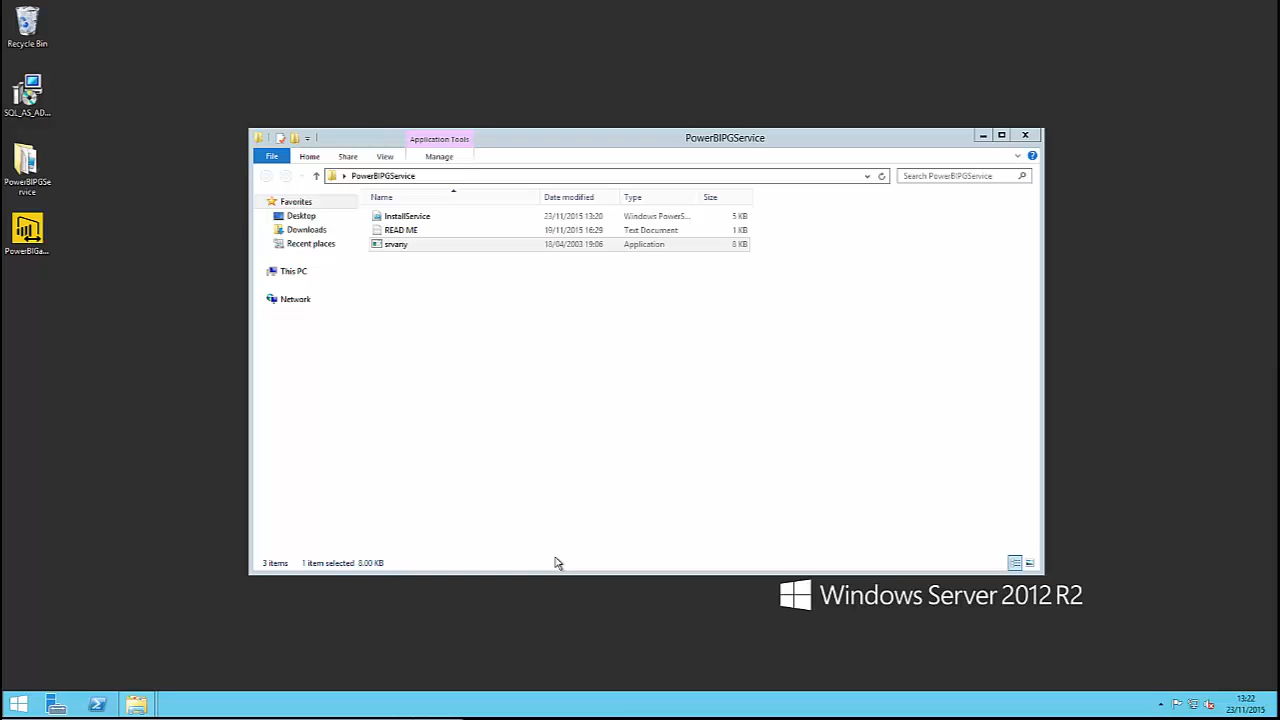 Recycle Bin
SQL_AS_AD...
PowerBIPGSe
rvice
PowerBIGa...
Application Tools
PowerBIPGService
File Home Share View Manage
PowerBIPGService
Search PowerBIPGService
Favorites
Desktop
Downloads
Recent places
This PC
Network
Name Date modified Type Size
InstallService 23/11/2015 13:20 Windows PowerS... 5 KB
READ ME 19/11/2015 16:29 Text Document 1 KB
srvany 18/04/2003 19:06 Application 8 KB
3 items 1 item selected 8.00 KB
Windows Server 2012 R2
13:22
23/11/2015